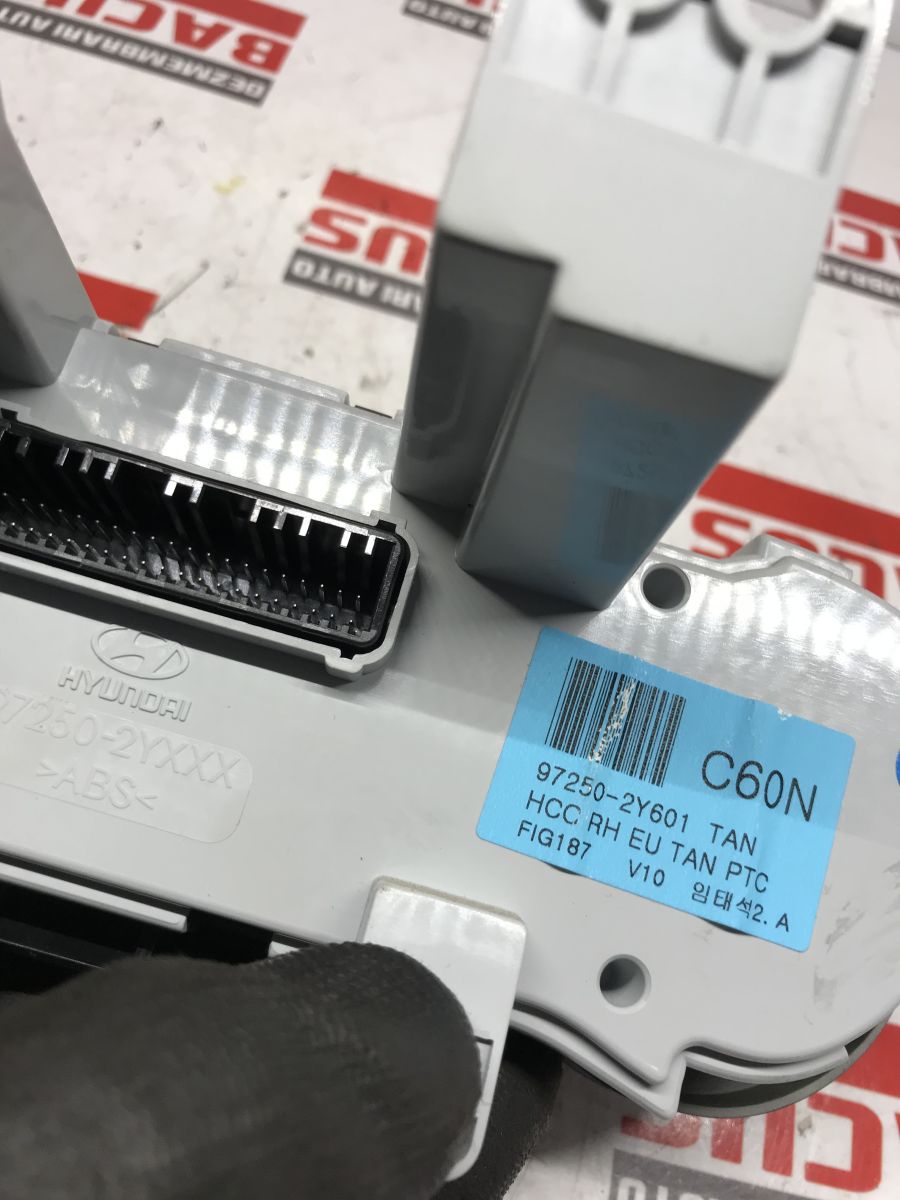 BACUS
DEZMEMBRARI AUTO
HYUNDAI
97250-2YXXX
>ABS<
C60N
97250-2Y601 TAN
HCC RH EU TAN PTC
FIG187 V10 임태석2. A